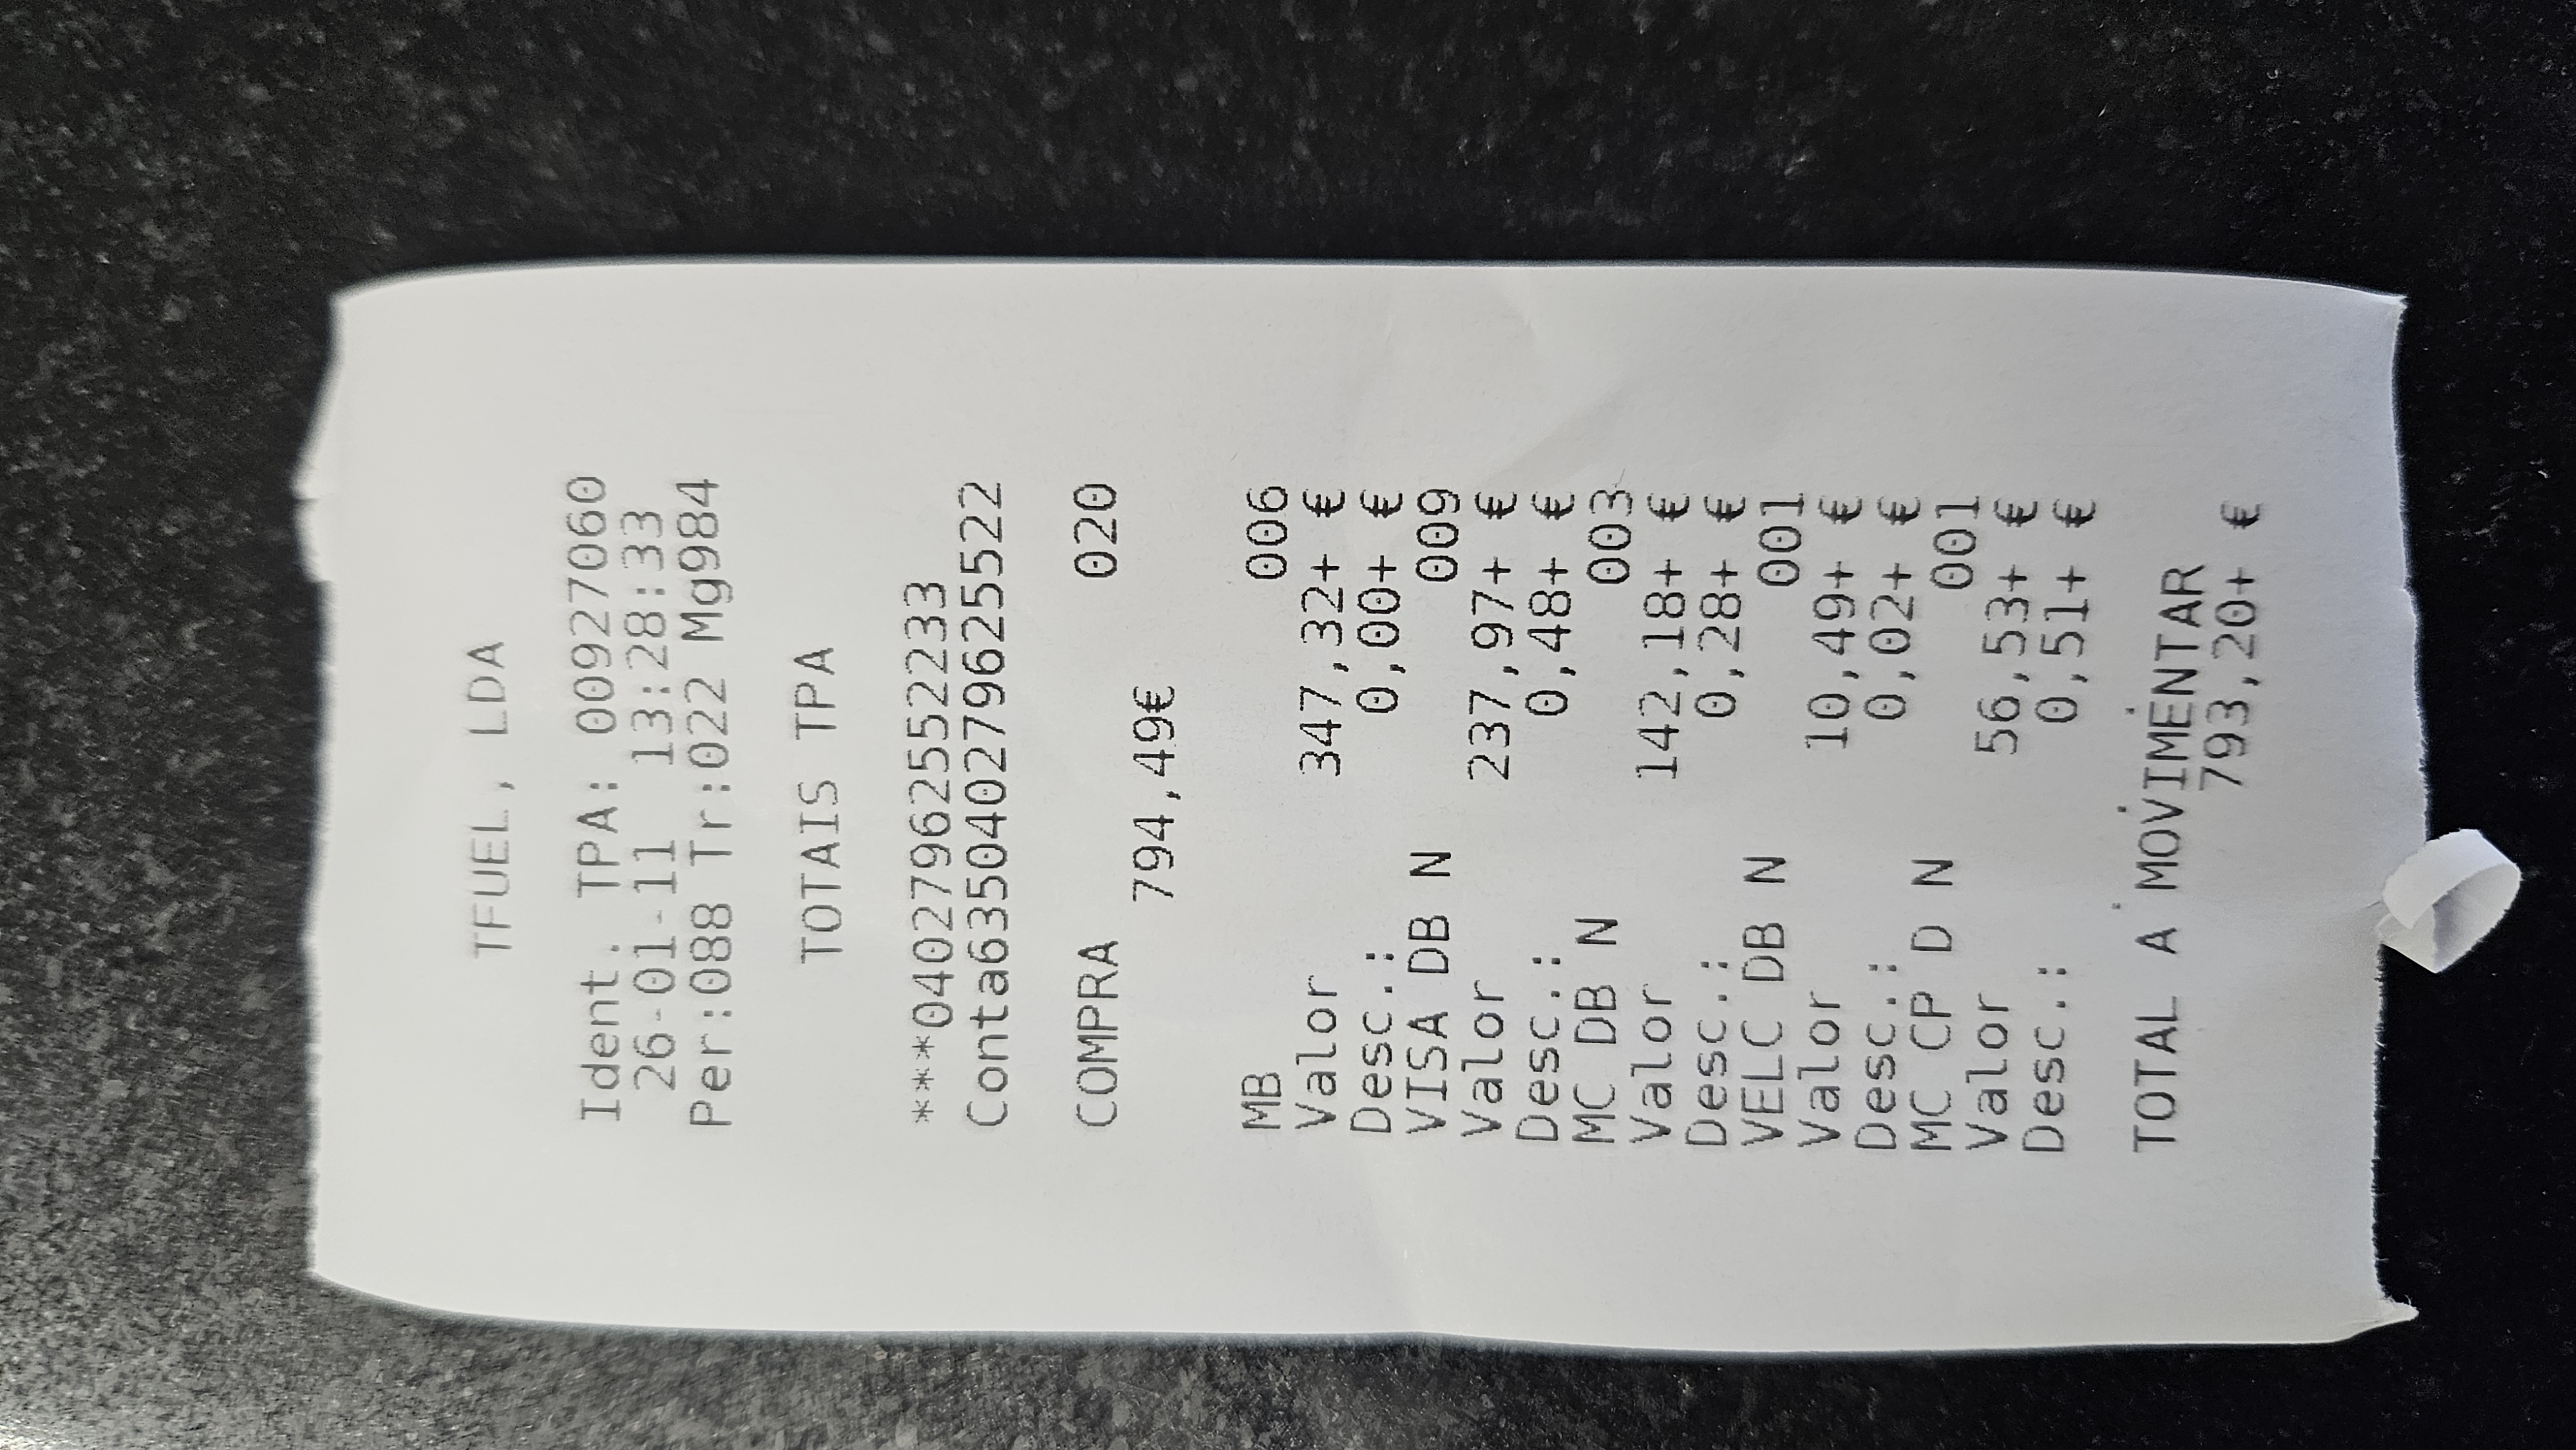 TFUEL, LDA
Ident. TPA: 00927060
26-01-11 13:28:33
Per:088 Tr:022 Mg984
TOTAIS TPA
****04027962552233
Conta63504027962552​2
COMPRA 020
794,49€
MB 006
Valor 347,32+ €
Desc.: 0,00+ €
VISA DB N 009
Valor 237,97+ €
Desc.: 0,48+ €
MC DB N 003
Valor 142,18+ €
Desc.: 0,28+ €
VELC DB N 001
Valor 10,49+ €
Desc.: 0,02+ €
MC CP D N 001
Valor 56,53+ €
Desc.: 0,51+ €
TOTAL A MOVIMENTAR
793,20+ €